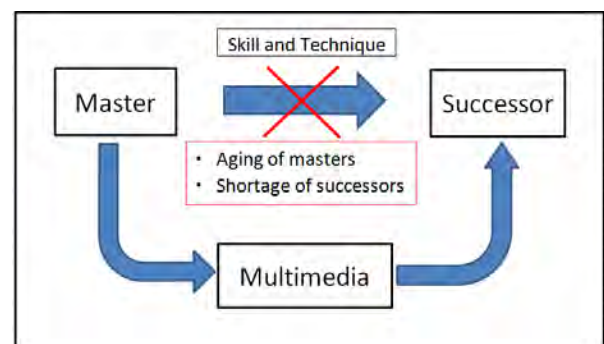 Skill and Technique
Master
Successor
• Aging of masters
• Shortage of successors
Multimedia